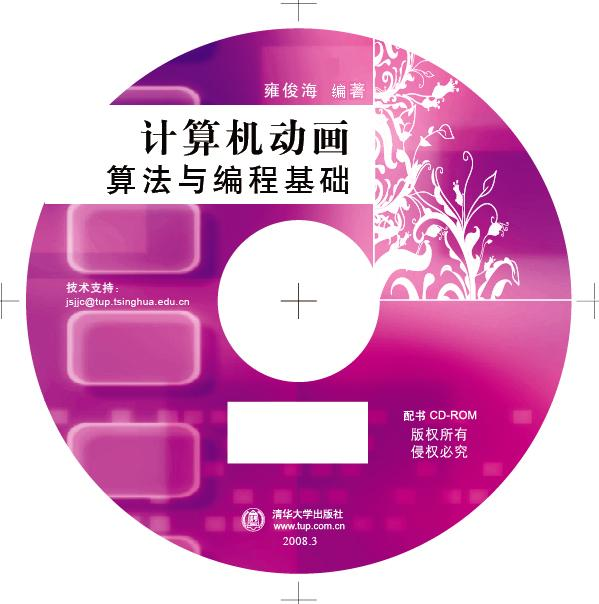 雍俊海 编著
计算机动画
算法与编程基础
技术支持：
jsjjc@tup.tsinghua.edu.cn
配书 CD-ROM
版权所有
侵权必究
清华大学出版社
www.tup.com.cn
2008.3